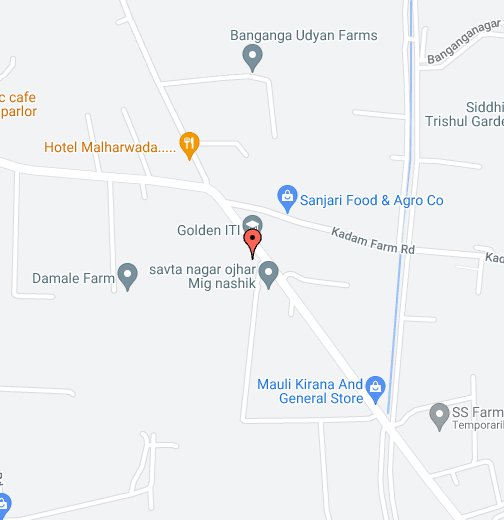 Banganga Udyan Farms
Banganganagar
c cafe
parlor
Siddhi
Trishul Garde
Hotel Malharwada.....
Sanjari Food & Agro Co
Golden ITI
Kadam Farm Rd
Kad
savta nagar ojhar
Mig nashik
Damale Farm
Mauli Kirana And
General Store
SS Farm
Temporaril
Rd